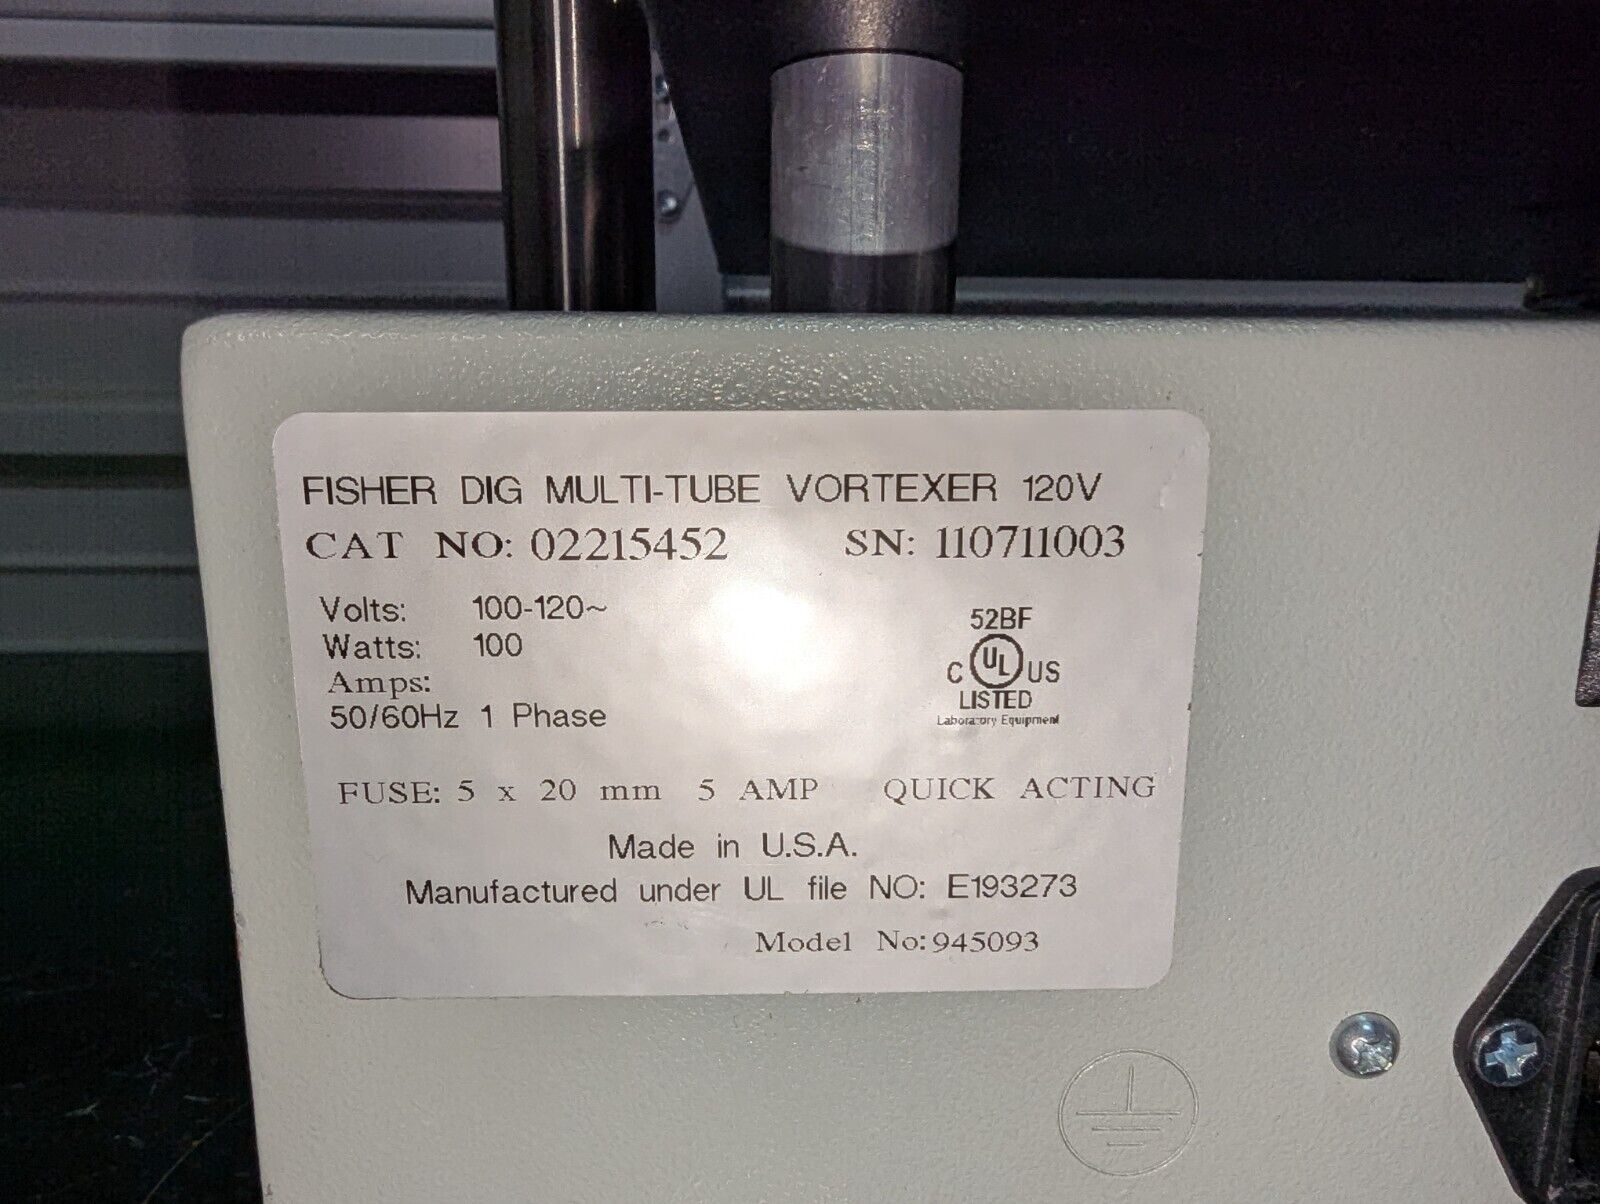 FISHER DIG MULTI-TUBE VORTEXER 120V
CAT NO: 02215452 SN: 110711003
Volts: 100-120~
Watts: 100
Amps:
50/60Hz 1 Phase
52BF
C UL US
LISTED
Laboratory Equipment
FUSE: 5 x 20 mm 5 AMP QUICK ACTING
Made in U.S.A.
Manufactured under UL file NO: E193273
Model No:945093